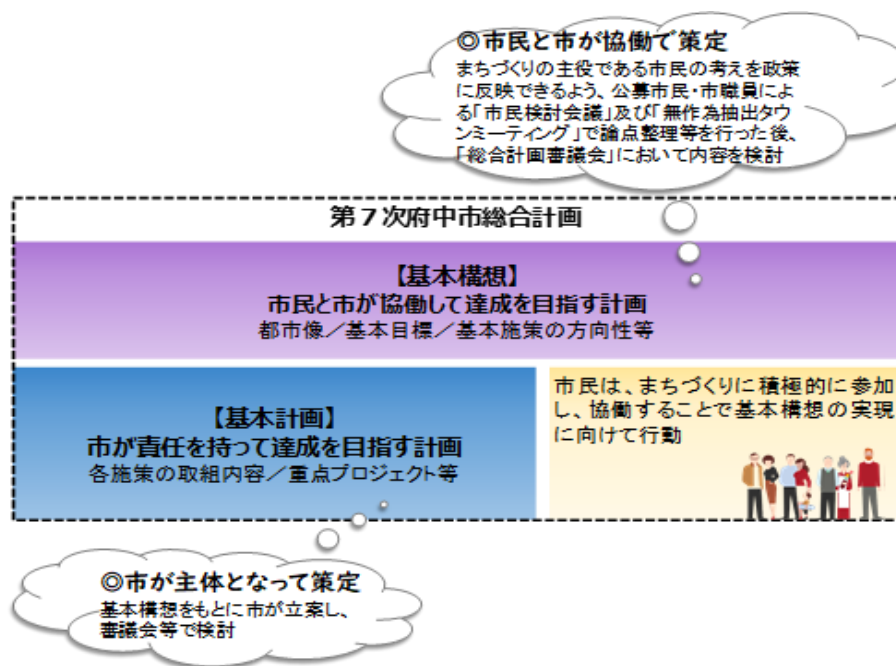 ◎市民と市が協働で策定
まちづくりの主役である市民の考えを政策
に反映できるよう、公募市民・市職員によ
る「市民検討会議」及び「無作為抽出タウ
ンミーティング」で論点整理等を行った後、
「総合計画審議会」において内容を検討
第７次府中市総合計画
【基本構想】
市民と市が協働して達成を目指す計画
都市像／基本目標／基本施策の方向性等
【基本計画】
市が責任を持って達成を目指す計画
各施策の取組内容／重点プロジェクト等
市民は、まちづくりに積極的に参加
し、協働することで基本構想の実現
に向けて行動
◎市が主体となって策定
基本構想をもとに市が立案し、
審議会等で検討